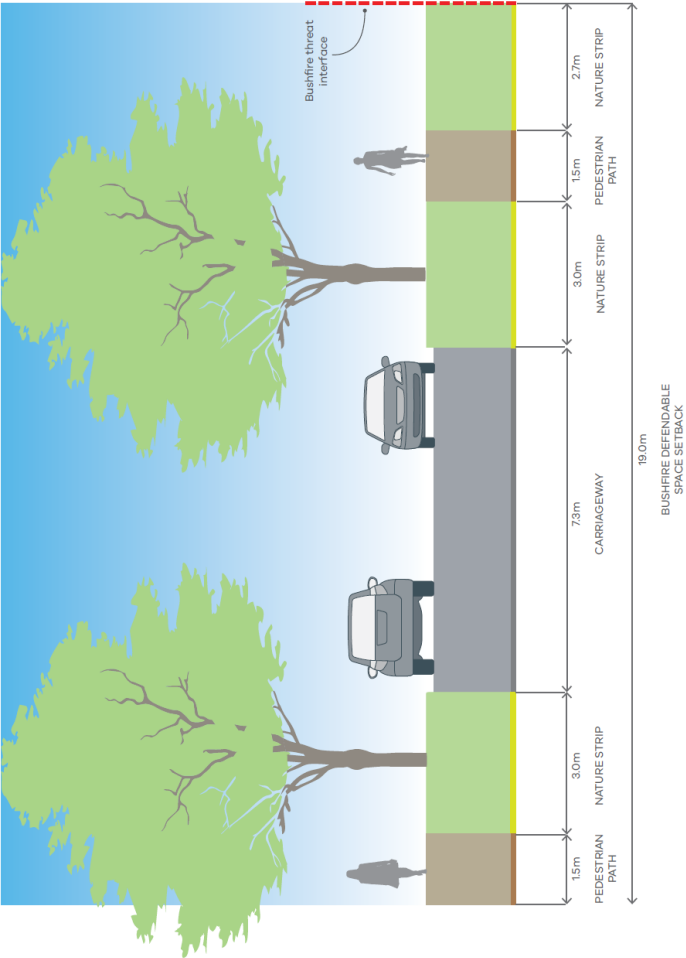 Bushfire threat
interface
1.5m
PEDESTRIAN
PATH
3.0m
NATURE STRIP
7.3m
CARRIAGEWAY
3.0m
NATURE STRIP
1.5m
PEDESTRIAN
PATH
2.7m
NATURE STRIP
19.0m
BUSHFIRE DEFENDABLE
SPACE SETBACK